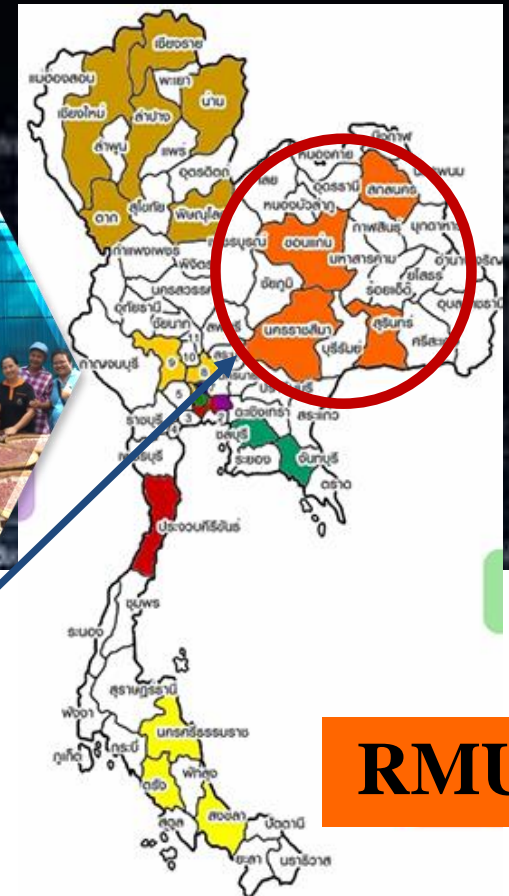 เชียงราย
แม่ฮ่องสอน
พะเยา
เชียงใหม่
ลำปาง
น่าน
ลำพูน
แพร่
อุตรดิตถ์
ตาก
สุโขทัย
กำแพงเพชร
พิจิตร
นครสวรรค์
อุทัยธานี
ชัยนาท
หนองคาย
เลย
อุดรธานี
สกลนคร
หนองบัวลำภู
ขอนแก่น
กาฬสินธุ์
มหาสารคาม
ยโสธร
ร้อยเอ็ด
ชัยภูมิ
นครราชสีมา
บุรีรัมย์
สุรินทร์
กาญจนบุรี
11
9
10
8
5
3
4
2
ราชบุรี
ฉะเชิงเทรา
สระแก้ว
ชลบุรี
ระยอง
จันทบุรี
ตราด
ประจวบคีรีขันธ์
ชุมพร
ระนอง
สุราษฎร์ธานี
พังงา
นครศรีธรรมราช
ภูเก็ต
กระบี่
ตรัง
พัทลุง
สตูล
สงขลา
ปัตตานี
ยะลา
นราธิวาส